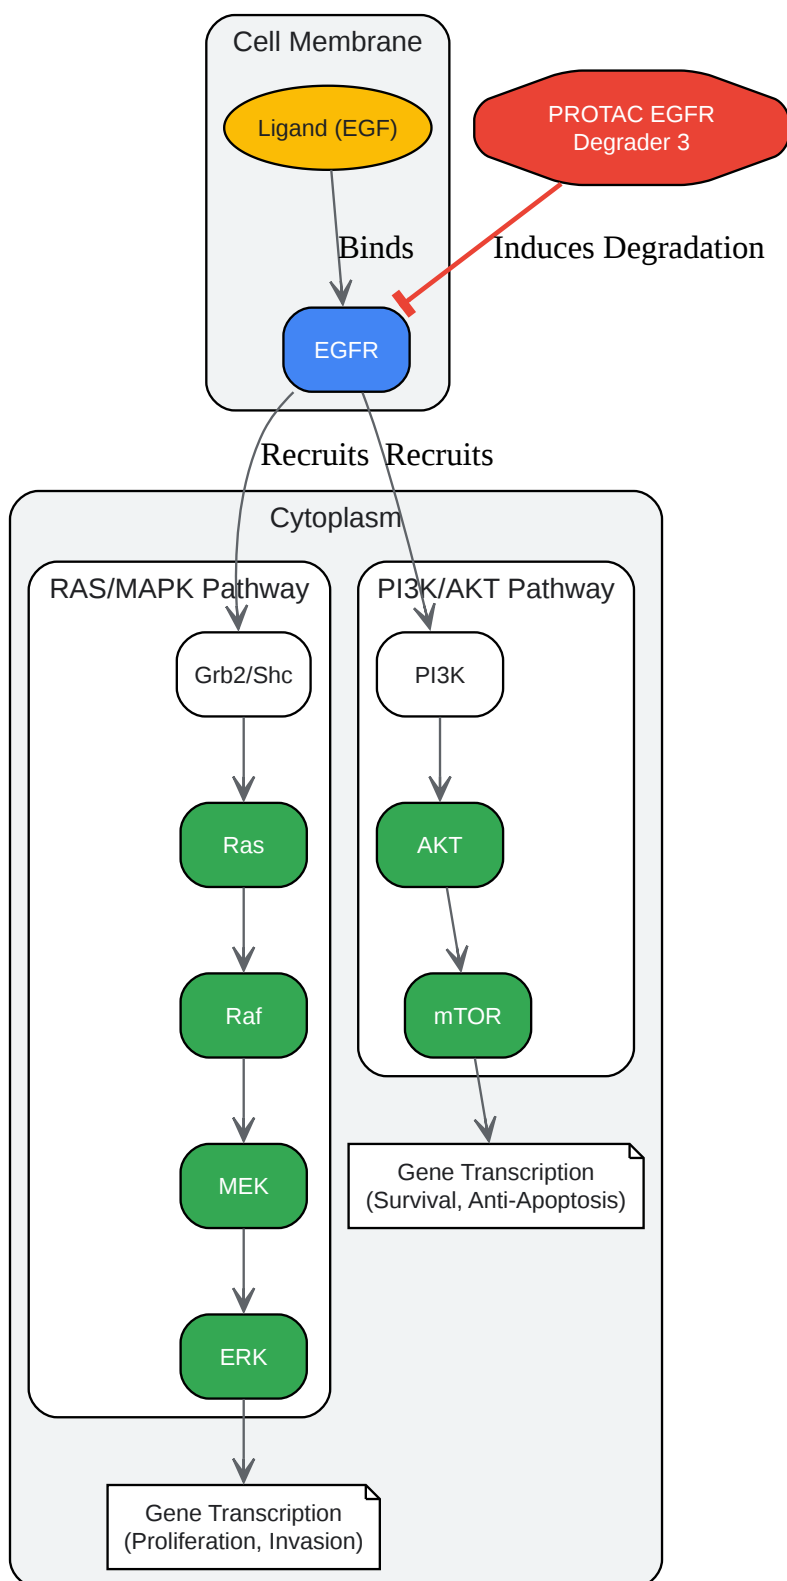 Cell Membrane
Ligand (EGF)
PROTAC EGFR
Degrader 3
Binds
Induces Degradation
EGFR
Recruits
Recruits
Cytoplasm
RAS/MAPK Pathway
PI3K/AKT Pathway
Grb2/Shc
PI3K
Ras
AKT
Raf
mTOR
MEK
Gene Transcription
(Survival, Anti-Apoptosis)
ERK
Gene Transcription
(Proliferation, Invasion)